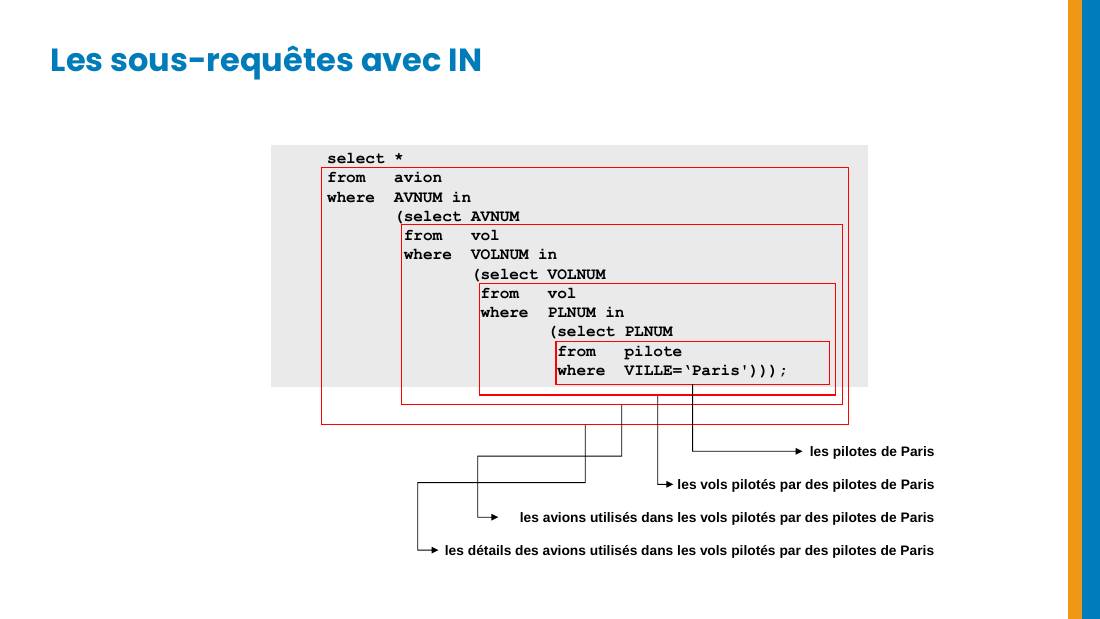 Les sous-requêtes avec IN
select *
from avion
where AVNUM in
(select AVNUM
from vol
where VOLNUM in
(select VOLNUM
from vol
where PLNUM in
(select PLNUM
from pilote
where VILLE=‘Paris')));
les pilotes de Paris
les vols pilotés par des pilotes de Paris
les avions utilisés dans les vols pilotés par des pilotes de Paris
les détails des avions utilisés dans les vols pilotés par des pilotes de Paris